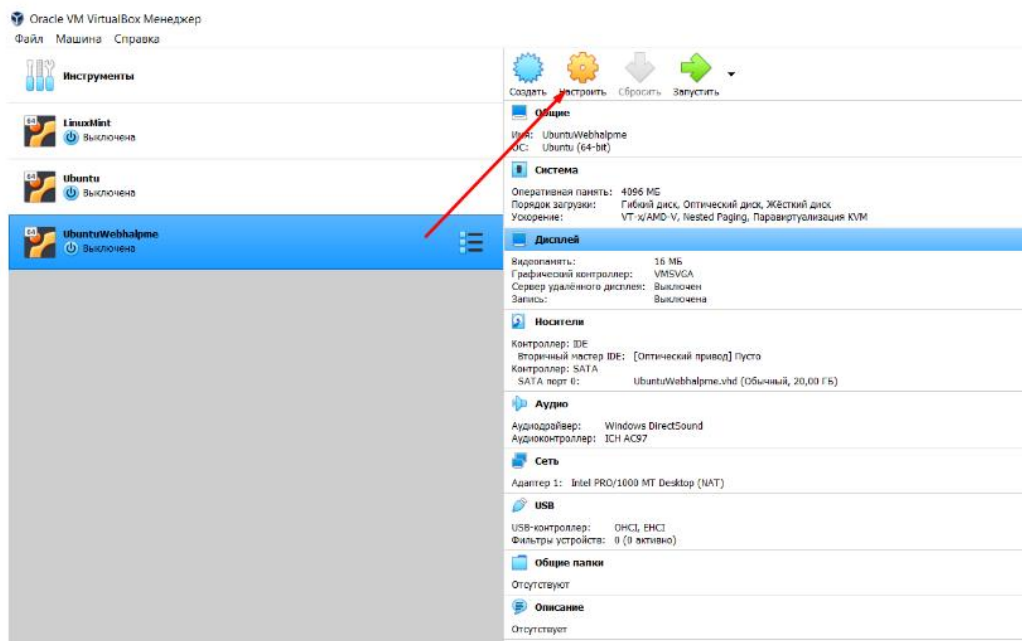 Oracle VM VirtualBox Менеджер
Файл Машина Справка
Инструменты
64 LinuxMint
Выключена
64 Ubuntu
Выключена
64 UbuntuWebhalpme
Выключена
Создать Настроить Сбросить Запустить
Общие
Имя: UbuntuWebhalpme
ОС: Ubuntu (64-bit)
Система
Оперативная память: 4096 МБ
Порядок загрузки: Гибкий диск, Оптический диск, Жёсткий диск
Ускорение: VT-x/AMD-V, Nested Paging, Паравиртуализация KVM
Дисплей
Видеопамять: 16 МБ
Графический контроллер: VMSVGA
Сервер удалённого дисплея: Выключен
Запись: Выключена
Носители
Контроллер: IDE
Вторичный мастер IDE: [Оптический привод] Пусто
Контроллер: SATA
SATA порт 0: UbuntuWebhalpme.vhd (Обычный, 20,00 ГБ)
Аудио
Аудиодрайвер: Windows DirectSound
Аудиоконтроллер: ICH AC97
Сеть
Адаптер 1: Intel PRO/1000 MT Desktop (NAT)
USB
USB-контроллер: OHCI, EHCI
Фильтры устройств: 0 (0 активно)
Общие папки
Отсутствуют
Описание
Отсутствует